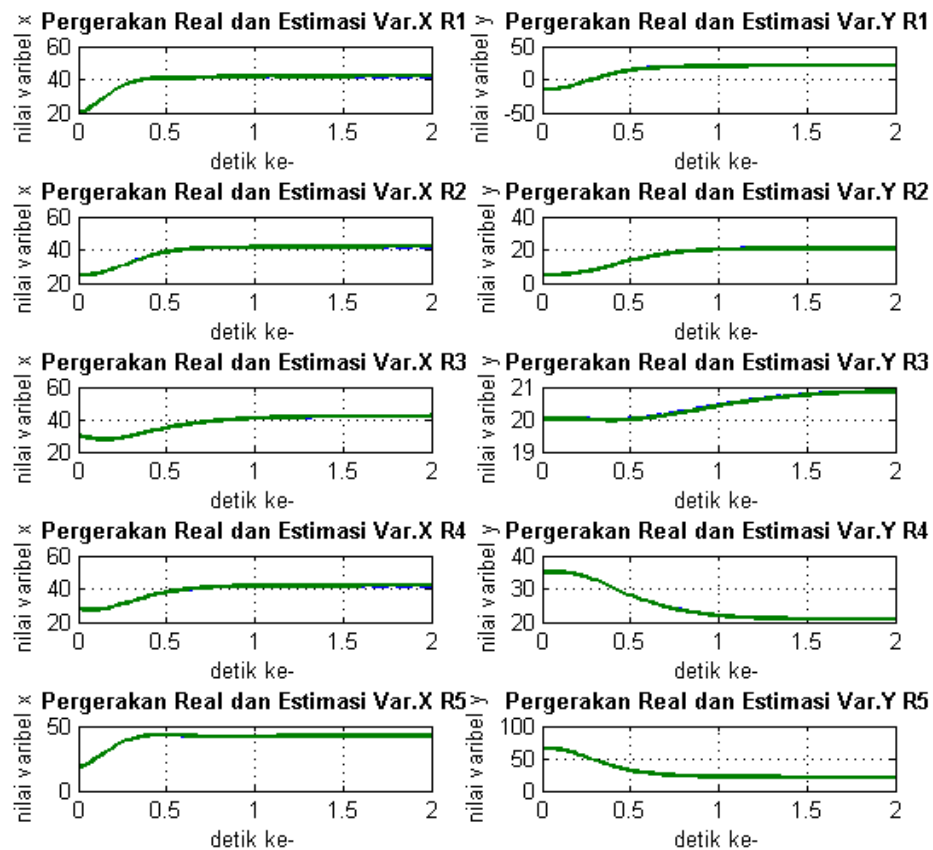 Pergerakan Real dan Estimasi Var.X R1
nilai varibel x
60
40
20
0 0.5 1 1.5 2
detik ke-
Pergerakan Real dan Estimasi Var.Y R1
nilai varibel y
50
0
-50
0 0.5 1 1.5 2
detik ke-
Pergerakan Real dan Estimasi Var.X R2
nilai varibel x
60
40
20
0 0.5 1 1.5 2
detik ke-
Pergerakan Real dan Estimasi Var.Y R2
nilai varibel y
40
20
0
0 0.5 1 1.5 2
detik ke-
Pergerakan Real dan Estimasi Var.X R3
nilai varibel x
60
40
20
0 0.5 1 1.5 2
detik ke-
Pergerakan Real dan Estimasi Var.Y R3
nilai varibel y
21
20
19
0 0.5 1 1.5 2
detik ke-
Pergerakan Real dan Estimasi Var.X R4
nilai varibel x
60
40
20
0 0.5 1 1.5 2
detik ke-
Pergerakan Real dan Estimasi Var.Y R4
nilai varibel y
40
30
20
0 0.5 1 1.5 2
detik ke-
Pergerakan Real dan Estimasi Var.X R5
nilai varibel x
50
0
0 0.5 1 1.5 2
detik ke-
Pergerakan Real dan Estimasi Var.Y R5
nilai varibel y
100
50
0
0 0.5 1 1.5 2
detik ke-